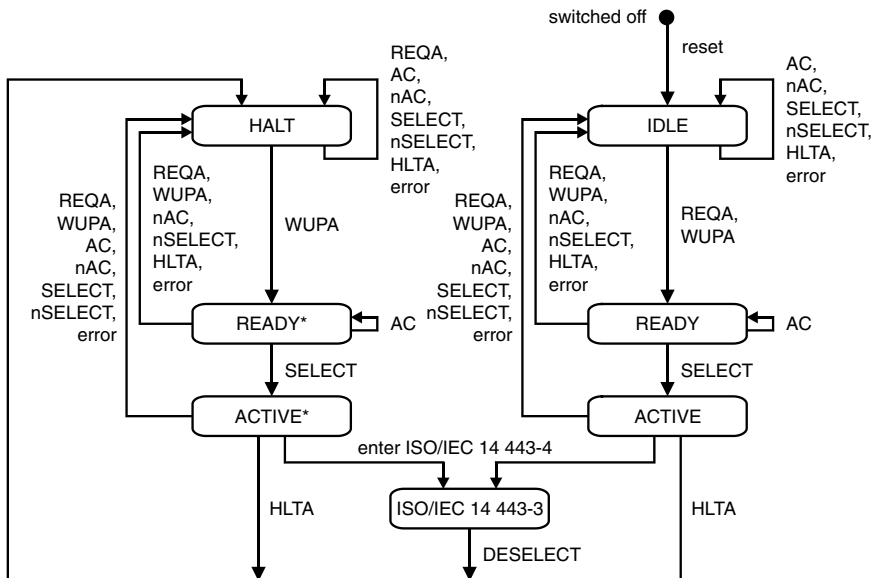 switched off
reset
REQA,
AC,
nAC,
SELECT,
nSELECT,
HLTA,
error
AC,
nAC,
SELECT,
nSELECT,
HLTA,
error
HALT
IDLE
REQA,
WUPA,
nAC,
nSELECT,
HLTA,
error
REQA,
WUPA,
AC,
nAC,
SELECT,
nSELECT,
error
WUPA
REQA,
WUPA,
nAC,
nSELECT,
HLTA,
error
REQA,
WUPA,
AC,
nAC,
SELECT,
nSELECT,
error
REQA,
WUPA
READY*
AC
READY
AC
SELECT
SELECT
ACTIVE*
ACTIVE
enter ISO/IEC 14 443-4
ISO/IEC 14 443-3
HLTA
HLTA
DESELECT